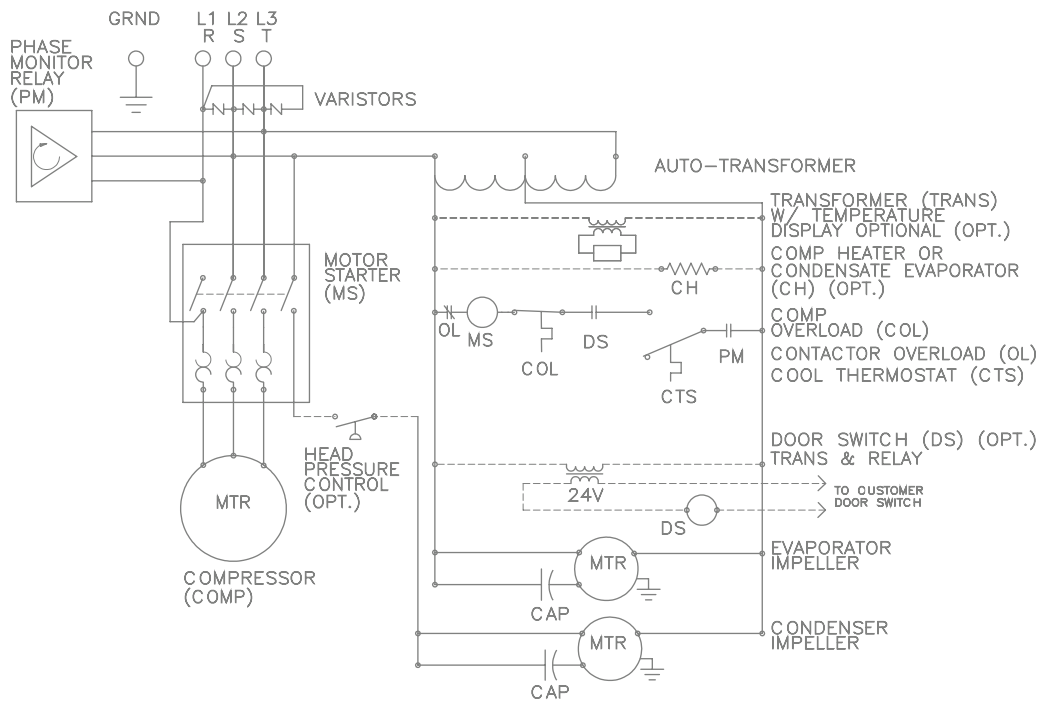 GRND
L1 L2 L3
R S T
PHASE
MONITOR
RELAY
(PM)
VARISTORS
AUTO-TRANSFORMER
TRANSFORMER (TRANS)
W/ TEMPERATURE
DISPLAY OPTIONAL (OPT.)
MOTOR
STARTER
(MS)
COMP HEATER OR
CONDENSATE EVAPORATOR
(CH) (OPT.)
CH
OL
MS
COL
DS
COMP
OVERLOAD (COL)
PM
CONTACTOR OVERLOAD (OL)
COOL THERMOSTAT (CTS)
CTS
HEAD
PRESSURE
CONTROL
(OPT.)
DOOR SWITCH (DS) (OPT.)
TRANS & RELAY
24V
TO CUSTOMER
DOOR SWITCH
DS
MTR
COMPRESSOR
(COMP)
MTR
EVAPORATOR
IMPELLER
CAP
MTR
CONDENSER
IMPELLER
CAP